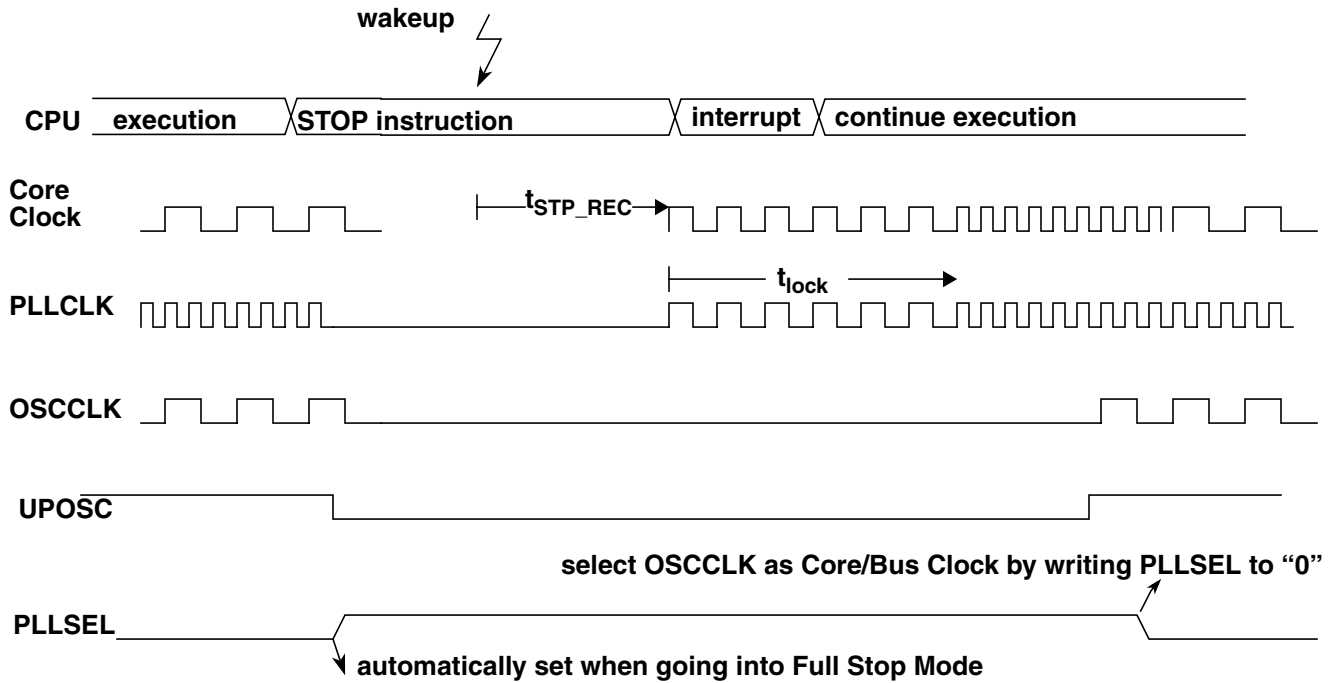 wakeup
CPU execution STOP instruction interrupt continue execution
Core
Clock
tSTP_REC
tlock
PLLCLK
OSCCLK
UPOSC
select OSCCLK as Core/Bus Clock by writing PLLSEL to “0”
PLLSEL
automatically set when going into Full Stop Mode